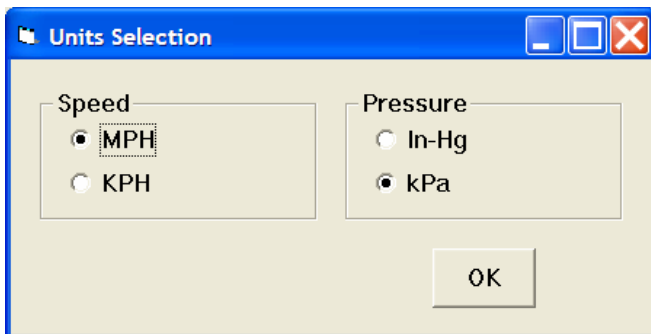 Units Selection
Speed
MPH
KPH
Pressure
In-Hg
kPa
OK